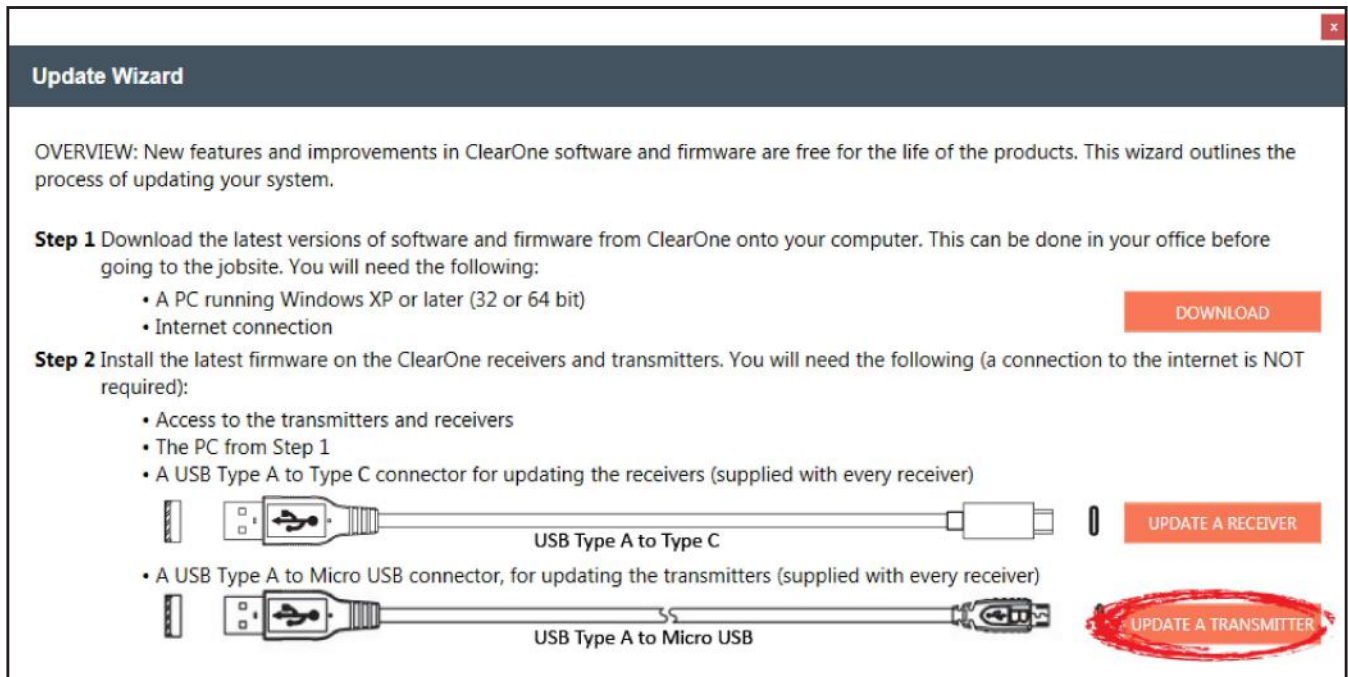 x
Update Wizard
OVERVIEW: New features and improvements in ClearOne software and firmware are free for the life of the products. This wizard outlines the
process of updating your system.
Step 1 Download the latest versions of software and firmware from ClearOne onto your computer. This can be done in your office before
going to the jobsite. You will need the following:
• A PC running Windows XP or later (32 or 64 bit)
• Internet connection
DOWNLOAD
Step 2 Install the latest firmware on the ClearOne receivers and transmitters. You will need the following (a connection to the internet is NOT
required):
• Access to the transmitters and receivers
• The PC from Step 1
• A USB Type A to Type C connector for updating the receivers (supplied with every receiver)
UPDATE A RECEIVER
USB Type A to Type C
• A USB Type A to Micro USB connector, for updating the transmitters (supplied with every receiver)
UPDATE A TRANSMITTER
USB Type A to Micro USB